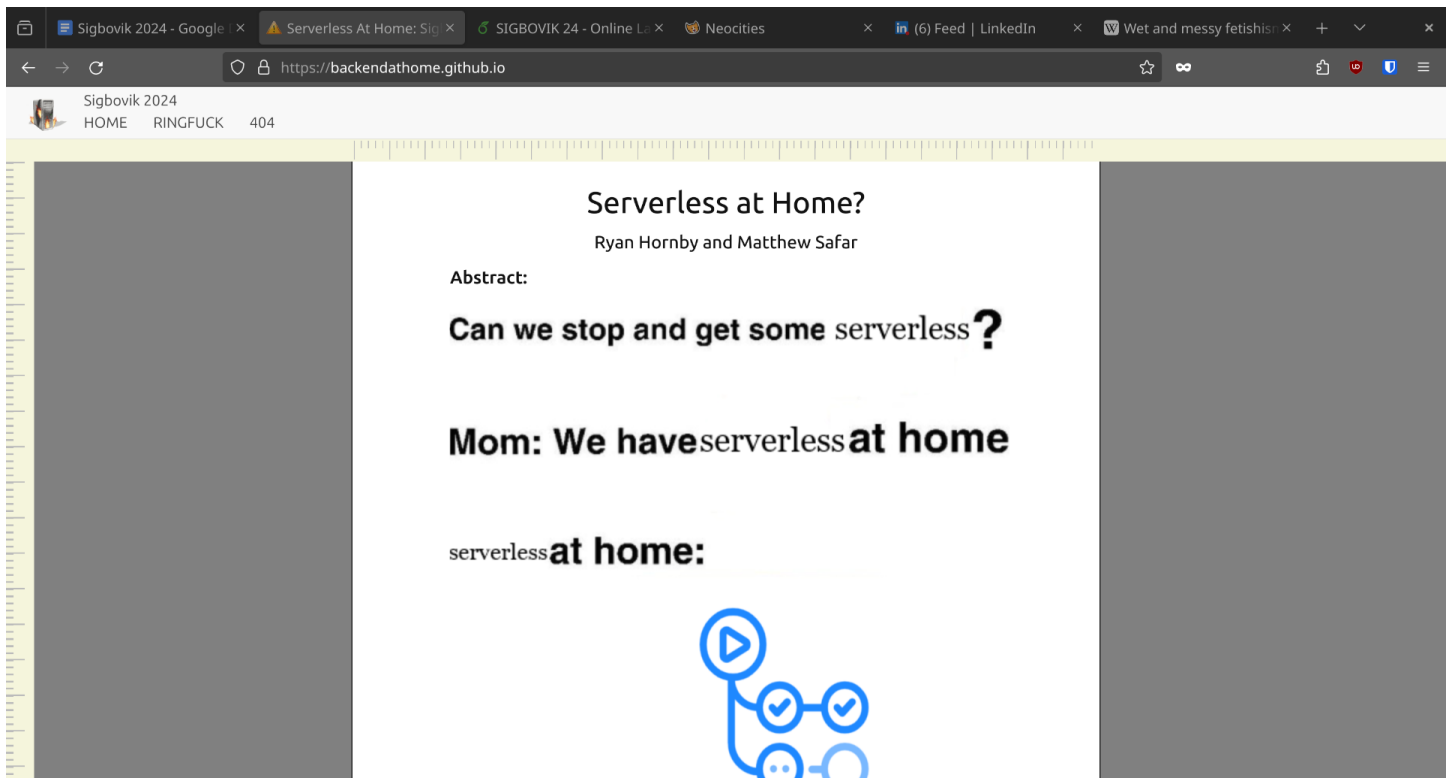 Sigbovik 2024 - Google
Serverless At Home: Sig
SIGBOVIK 24 - Online La
Neocities
(6) Feed | LinkedIn
Wet and messy fetishism
https://backendathome.github.io
Sigbovik 2024
HOME RINGFUCK 404
Serverless at Home?
Ryan Hornby and Matthew Safar
Abstract:
Can we stop and get some serverless?
Mom: We have serverless at home
serverless at home: